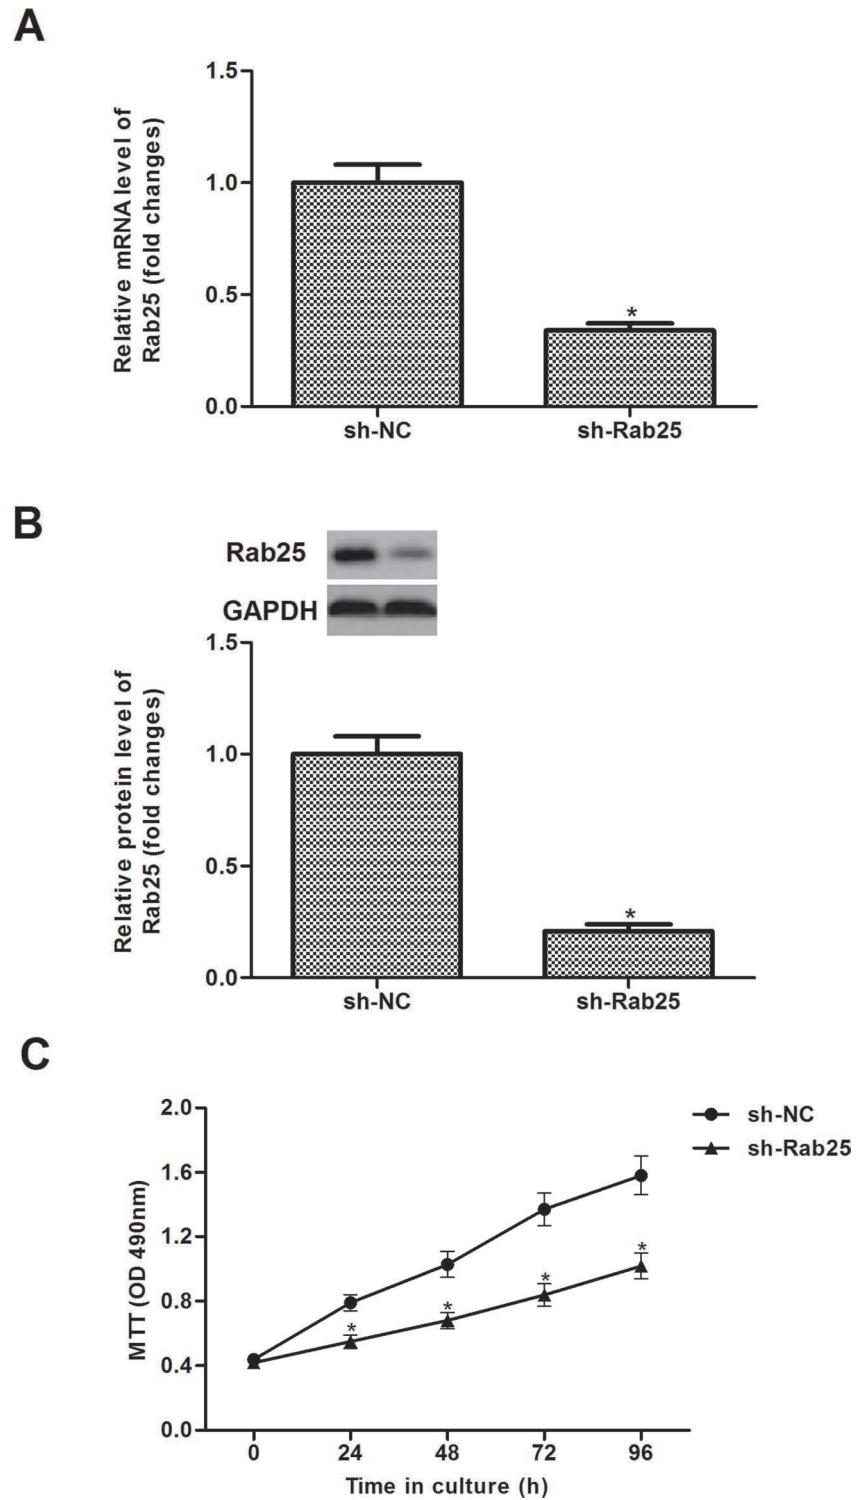 A
Relative mRNA level of
Rab25 (fold changes)
1.5
1.0
0.5
0.0
*
sh-NC
sh-Rab25
B
Rab25
GAPDH
Relative protein level of
Rab25 (fold changes)
1.5
1.0
0.5
0.0
*
sh-NC
sh-Rab25
C
MTT (OD 490nm)
2.0
1.6
1.2
0.8
0.4
0.0
* * * *
sh-NC
sh-Rab25
0 24 48 72 96
Time in culture (h)